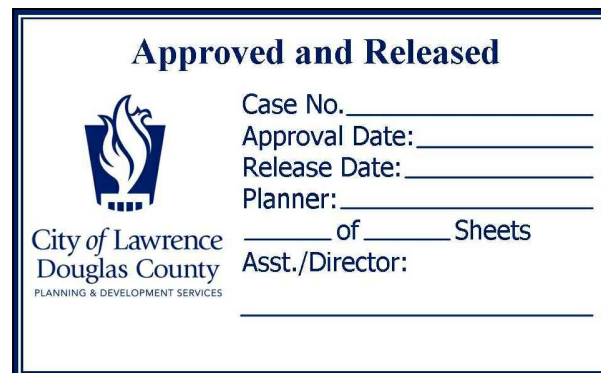 Approved and Released
City of Lawrence
Douglas County
PLANNING & DEVELOPMENT SERVICES
Case No.
Approval Date:
Release Date:
Planner:
of Sheets
Asst./Director: